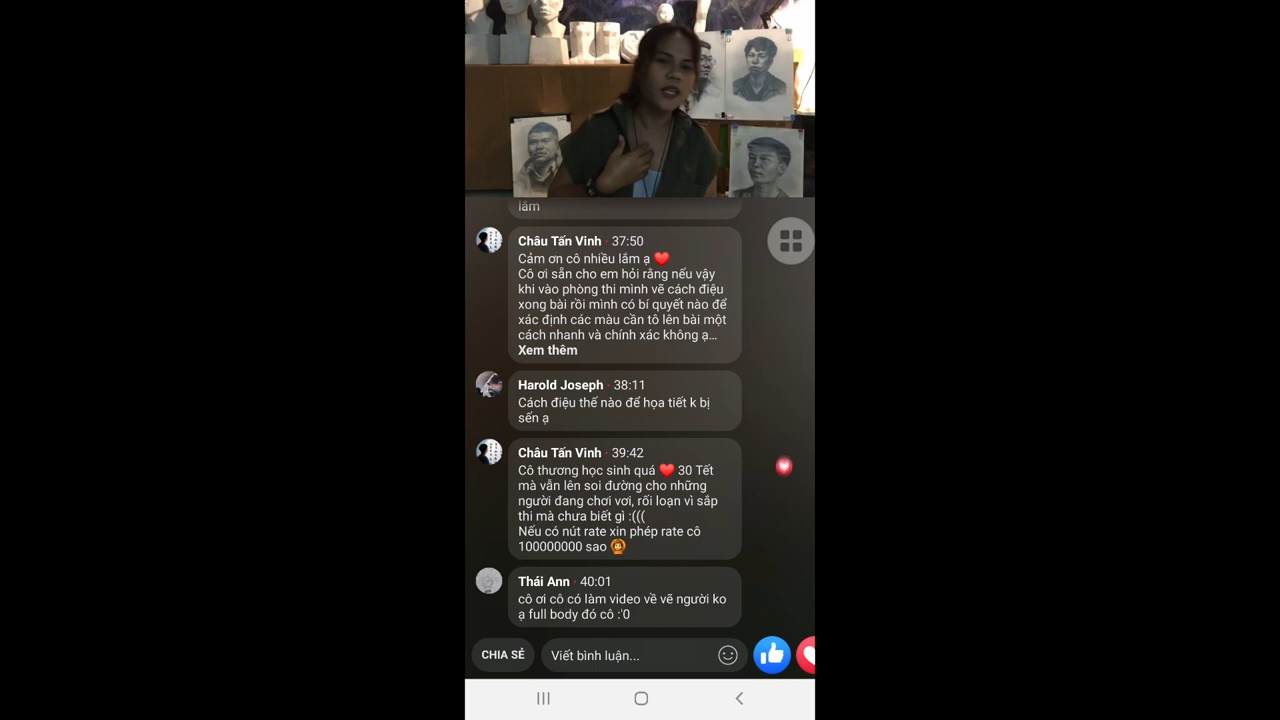 lắm
Châu Tấn Vinh · 37:50
Cảm ơn cô nhiều lắm ạ ❤️
Cô ơi sẵn cho em hỏi rằng nếu vậy
khi vào phòng thi mình vẽ cách điệu
xong bài rồi mình có bí quyết nào để
xác định các màu cần tô lên bài một
cách nhanh và chính xác không ạ...
Xem thêm
Harold Joseph · 38:11
Cách điệu thế nào để họa tiết k bị
sến ạ
Châu Tấn Vinh · 39:42
Cô thương học sinh quá ❤️ 30 Tết
mà vẫn lên soi đường cho những
người đang chơi vơi, rối loạn vì sắp
thi mà chưa biết gì :(((
Nếu có nút rate xin phép rate cô
100000000 sao 🙆
Thái Ann · 40:01
cô ơi cô có làm video về vẽ người ko
ạ full body đó cô :'0
CHIA SẺ
Viết bình luận...